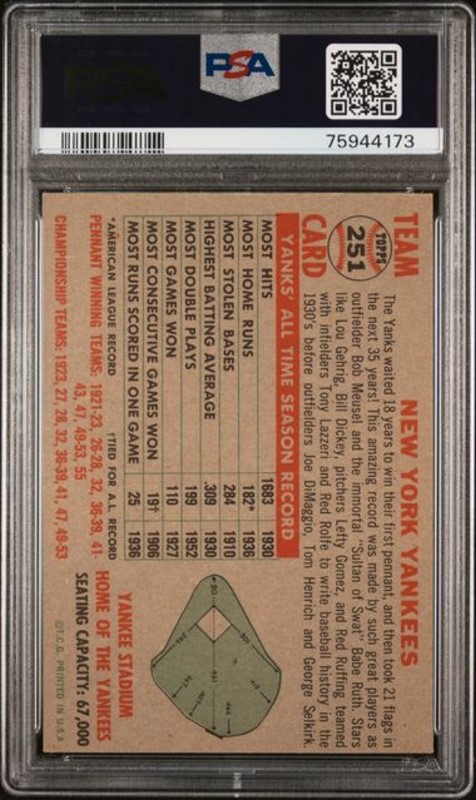 PSA
75944173
TEAM
TOPPS
251
CARD
NEW YORK YANKEES
The Yanks waited 18 years to win their first pennant, and then took 21 flags in
the next 35 years! This amazing record was made by such great players as
outfielder Bob Meusel and the immortal "Sultan of Swat" Babe Ruth. Stars
like Lou Gehrig, Bill Dickey, pitchers Lefty Gomez, and Red Ruffing teamed
with infielders Tony Lazzeri and Red Rolfe to write baseball history in the
1930's before outfielders Joe DiMaggio, Tom Henrich and George Selkirk.
YANKS' ALL TIME SEASON RECORD
MOST HITS 1683 1930
MOST HOME RUNS 182* 1936
MOST STOLEN BASES 284 1910
HIGHEST BATTING AVERAGE .309 1930
MOST DOUBLE PLAYS 199 1952
MOST GAMES WON 110 1927
MOST CONSECUTIVE GAMES WON 19† 1906
MOST RUNS SCORED IN ONE GAME 25 1936
*AMERICAN LEAGUE RECORD †TIED FOR A.L. RECORD
PENNANT WINNING TEAMS: 1921-23, 26-28, 32, 36-39, 41-
43, 47, 49-53, 55
CHAMPIONSHIP TEAMS: 1923, 27, 28, 32, 36-39, 41, 47, 49-53
YANKEE STADIUM
HOME OF THE YANKEES
SEATING CAPACITY: 67,000
©T.C.G. PRINTED IN U.S.A.